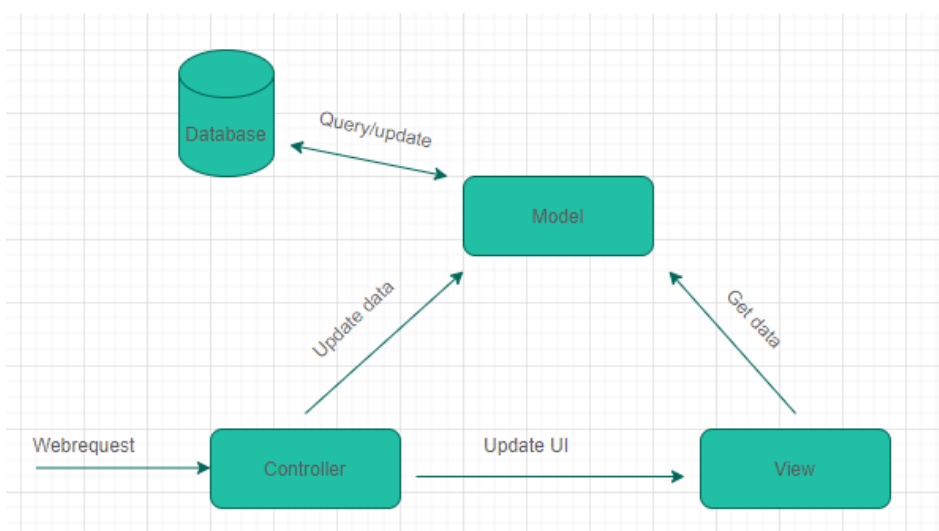 Database
Query/update
Model
Update data
Get data
Webrequest
Controller
Update UI
View